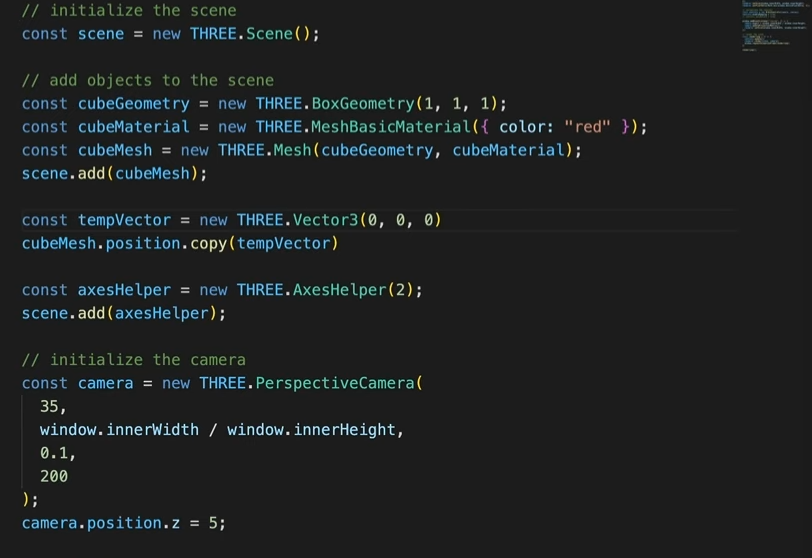 // initialize the scene
const scene = new THREE.Scene();
// add objects to the scene
const cubeGeometry = new THREE.BoxGeometry(1, 1, 1);
const cubeMaterial = new THREE.MeshBasicMaterial({ color: "red" });
const cubeMesh = new THREE.Mesh(cubeGeometry, cubeMaterial);
scene.add(cubeMesh);
const tempVector = new THREE.Vector3(0, 0, 0)
cubeMesh.position.copy(tempVector)
const axesHelper = new THREE.AxesHelper(2);
scene.add(axesHelper);
// initialize the camera
const camera = new THREE.PerspectiveCamera(
35,
window.innerWidth / window.innerHeight,
0.1,
200
);
camera.position.z = 5;